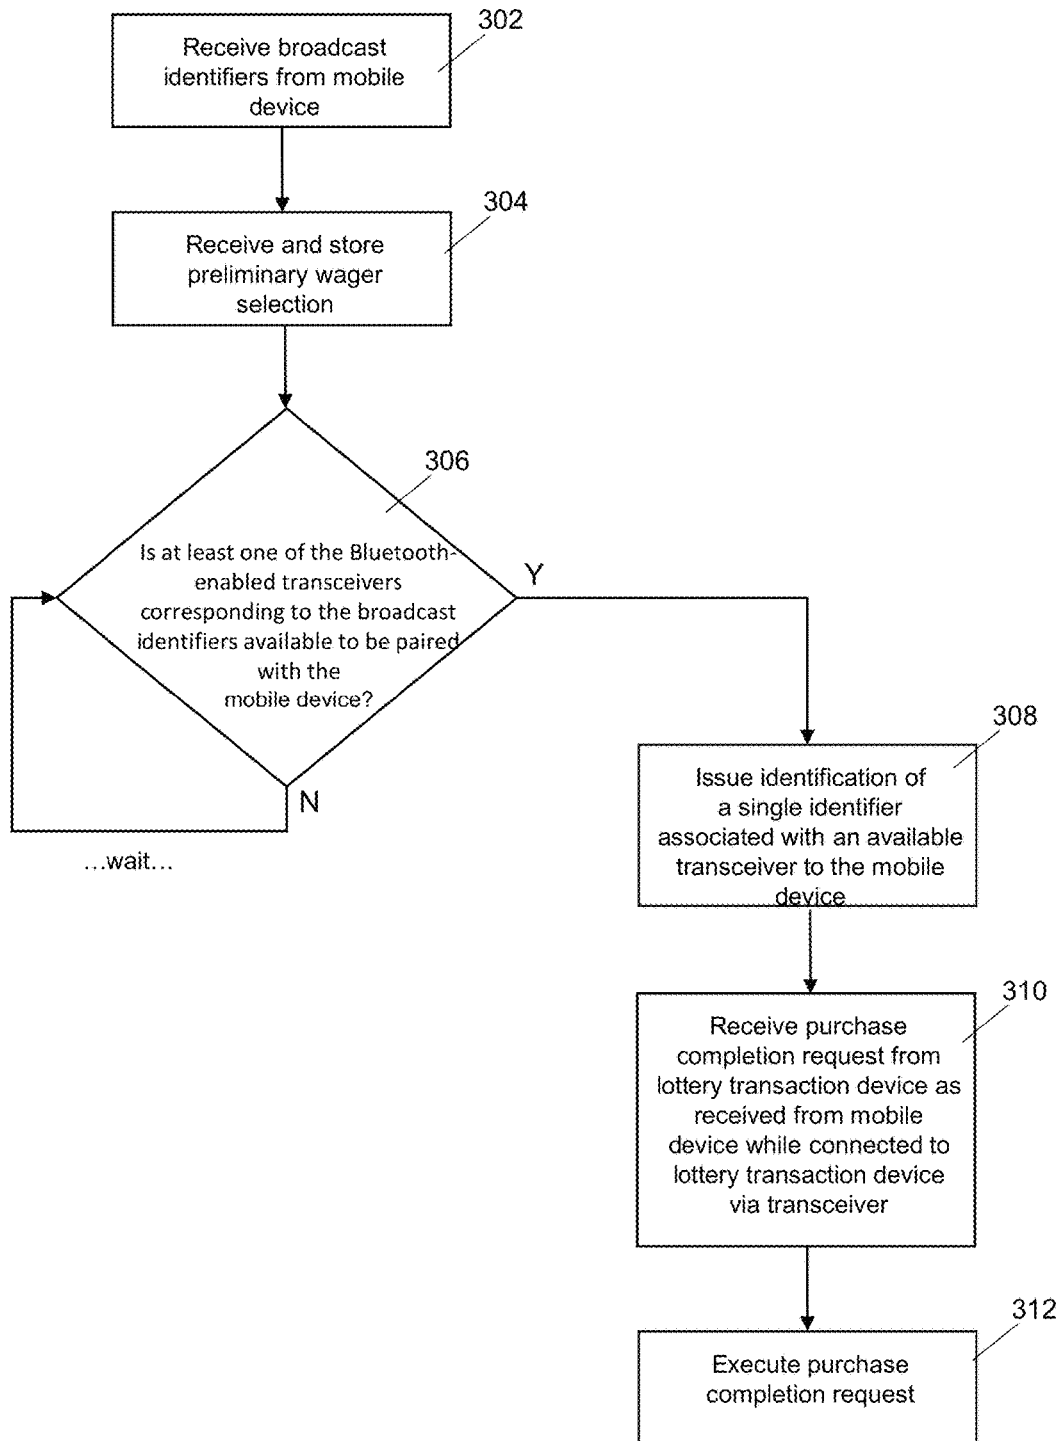 302
Receive broadcast
identifiers from mobile
device
304
Receive and store
preliminary wager
selection
306
Is at least one of the Bluetooth-
enabled transceivers
corresponding to the broadcast
identifiers available to be paired
with the
mobile device?
Y
N
...wait...
308
Issue identification of
a single identifier
associated with an available
transceiver to the mobile
device
310
Receive purchase
completion request from
lottery transaction device as
received from mobile
device while connected to
lottery transaction device
via transceiver
312
Execute purchase
completion request